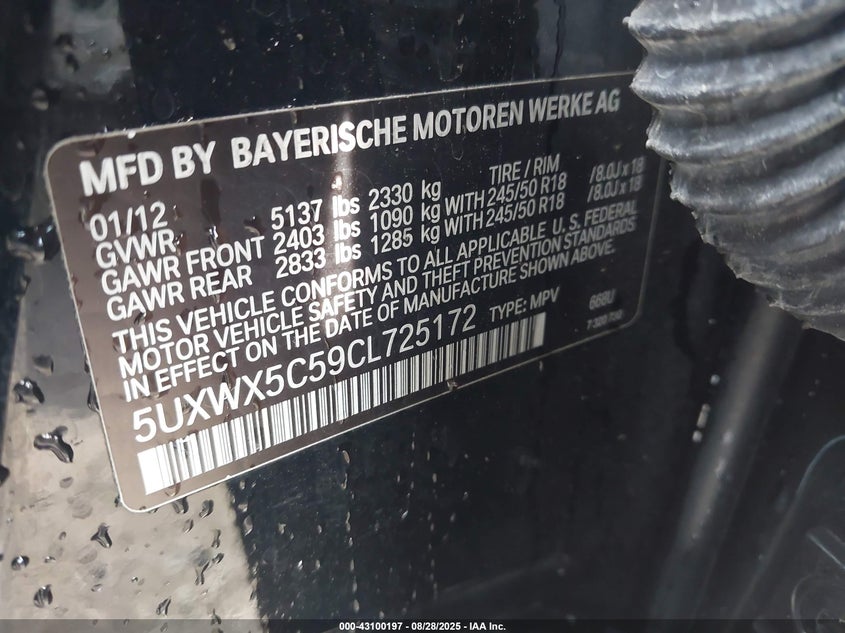 MFD BY BAYERISCHE MOTOREN WERKE AG
01/12 TIRE / RIM
GVWR 5137 lbs 2330 kg
GAWR FRONT 2403 lbs 1090 kg WITH 245/50 R18 /8.0J x 18
GAWR REAR 2833 lbs 1285 kg WITH 245/50 R18 /8.0J x 18
THIS VEHICLE CONFORMS TO ALL APPLICABLE U.S. FEDERAL
MOTOR VEHICLE SAFETY AND THEFT PREVENTION STANDARDS
IN EFFECT ON THE DATE OF MANUFACTURE SHOWN ABOVE.
5UXWX5C59CL725172 TYPE: MPV
000-43100197 - 08/28/2025 - IAA Inc.